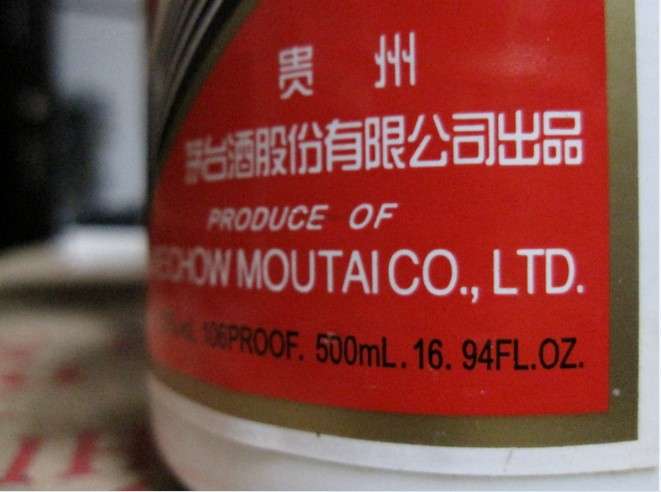 贵州
茅台酒股份有限公司出品
PRODUCE OF
MOUTAI CO., LTD.
106PROOF. 500mL. 16. 94FL.OZ.